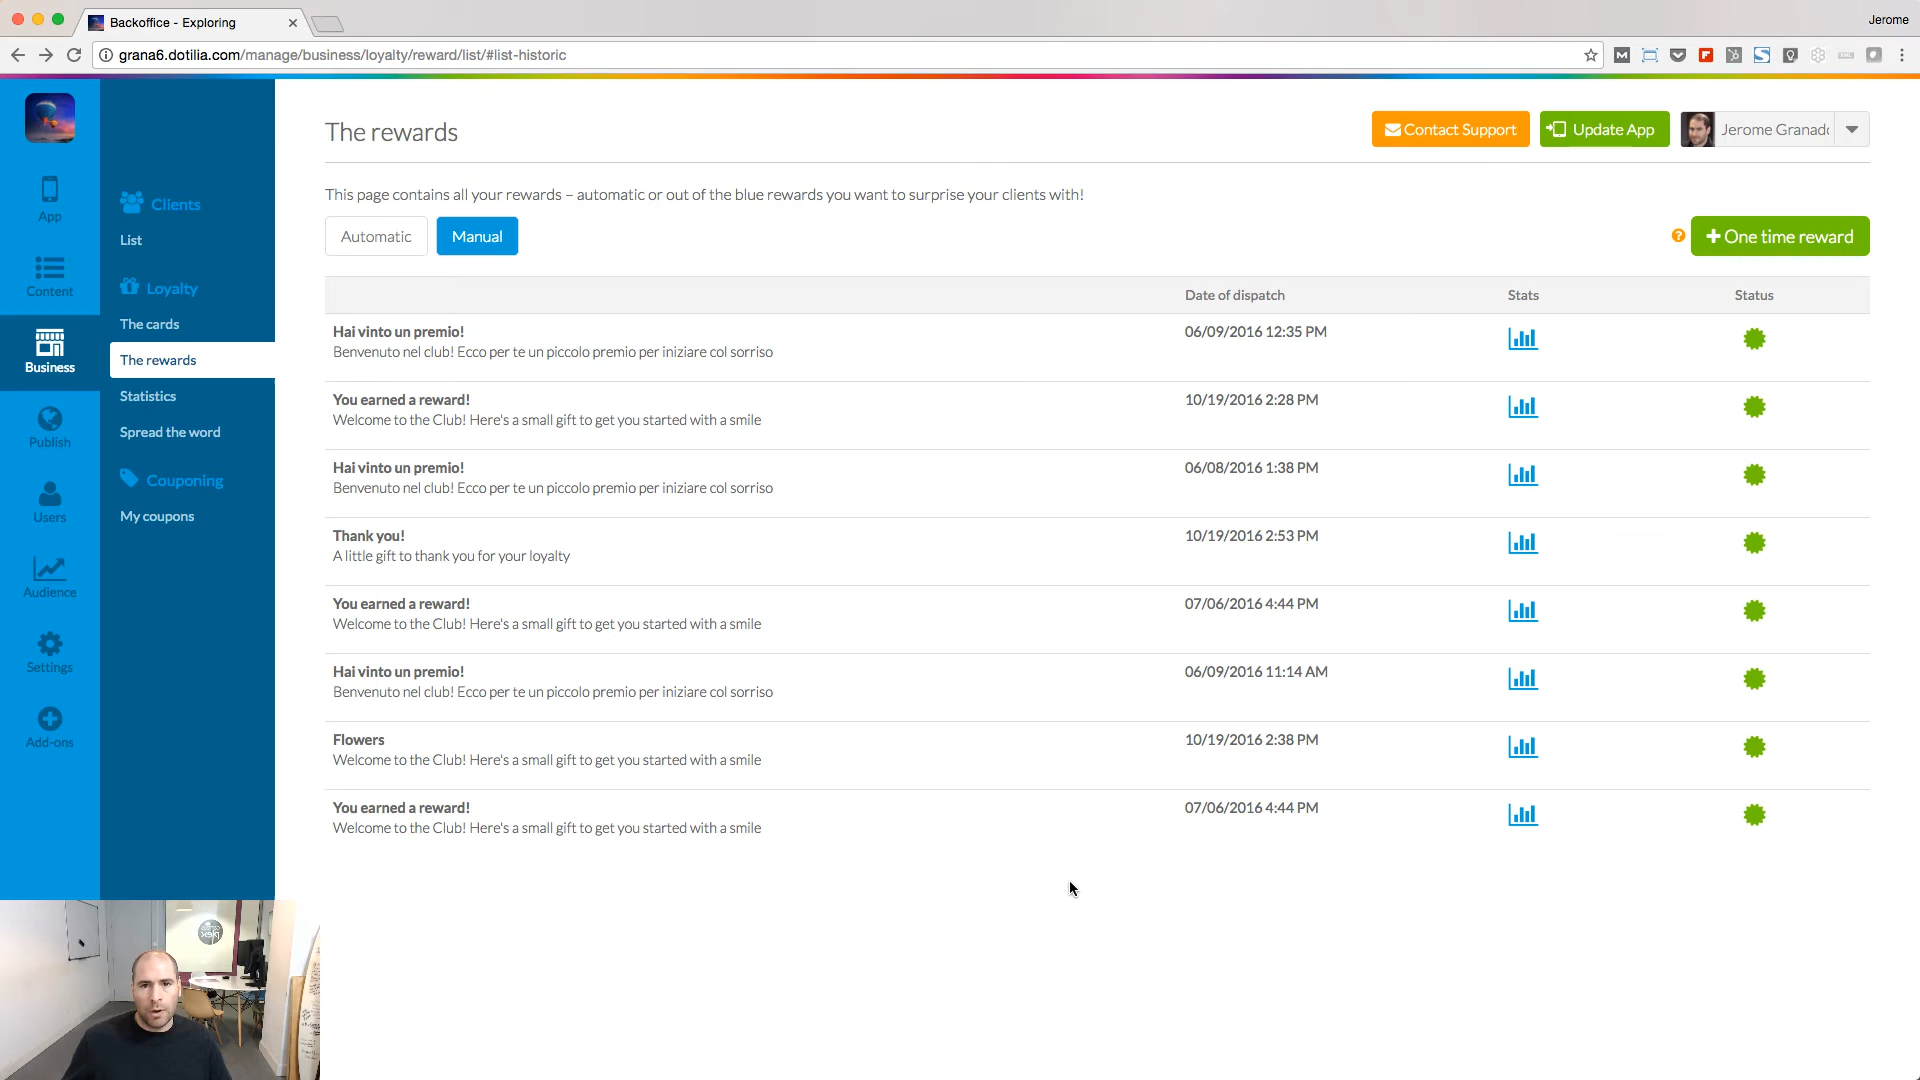 Backoffice - Exploring
Jerome
grana6.dotilia.com/manage/business/loyalty/reward/list/#list-historic
The rewards
Contact Support
Update App
Jerome Granad
This page contains all your rewards – automatic or out of the blue rewards you want to surprise your clients with!
Automatic
Manual
? + One time reward
App
Content
Business
Publish
Users
Audience
Settings
Add-ons
Clients
List
Loyalty
The cards
The rewards
Statistics
Spread the word
Couponing
My coupons
Date of dispatch
Stats
Status
Hai vinto un premio!
06/09/2016 12:35 PM
Benvenuto nel club! Ecco per te un piccolo premio per iniziare col sorriso
You earned a reward!
10/19/2016 2:28 PM
Welcome to the Club! Here's a small gift to get you started with a smile
Hai vinto un premio!
06/08/2016 1:38 PM
Benvenuto nel club! Ecco per te un piccolo premio per iniziare col sorriso
Thank you!
10/19/2016 2:53 PM
A little gift to thank you for your loyalty
You earned a reward!
07/06/2016 4:44 PM
Welcome to the Club! Here's a small gift to get you started with a smile
Hai vinto un premio!
06/09/2016 11:14 AM
Benvenuto nel club! Ecco per te un piccolo premio per iniziare col sorriso
Flowers
10/19/2016 2:38 PM
Welcome to the Club! Here's a small gift to get you started with a smile
You earned a reward!
07/06/2016 4:44 PM
Welcome to the Club! Here's a small gift to get you started with a smile